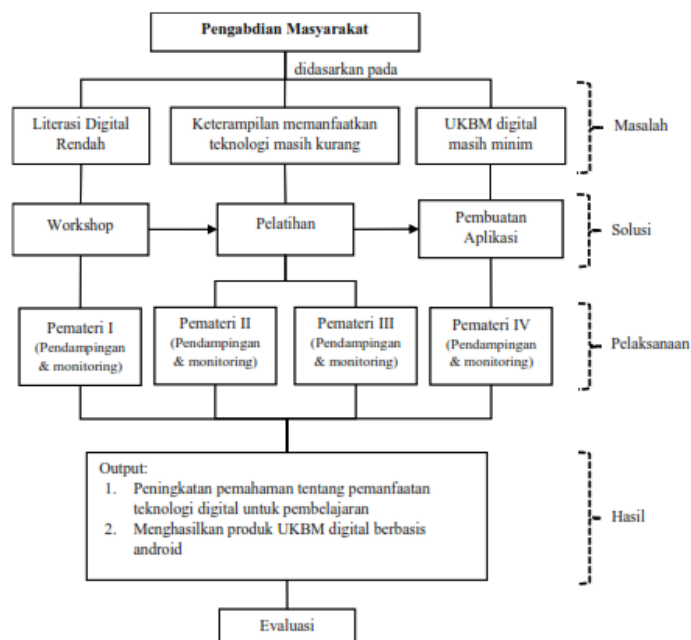 Pengabdian Masyarakat
didasarkan pada
Literasi Digital
Rendah
Keterampilan memanfaatkan
teknologi masih kurang
UKBM digital
masih minim
Masalah
Workshop
Pelatihan
Pembuatan
Aplikasi
Solusi
Pemateri I
(Pendampingan
& monitoring)
Pemateri II
(Pendampingan
& monitoring)
Pemateri III
(Pendampingan
& monitoring)
Pemateri IV
(Pendampingan
& monitoring)
Pelaksanaan
Output:
1. Peningkatan pemahaman tentang pemanfaatan
teknologi digital untuk pembelajaran
2. Menghasilkan produk UKBM digital berbasis
android
Hasil
Evaluasi